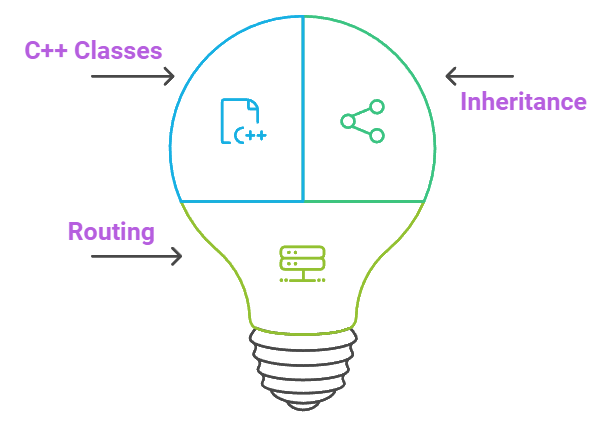 C++ Classes
Inheritance
C++
Routing